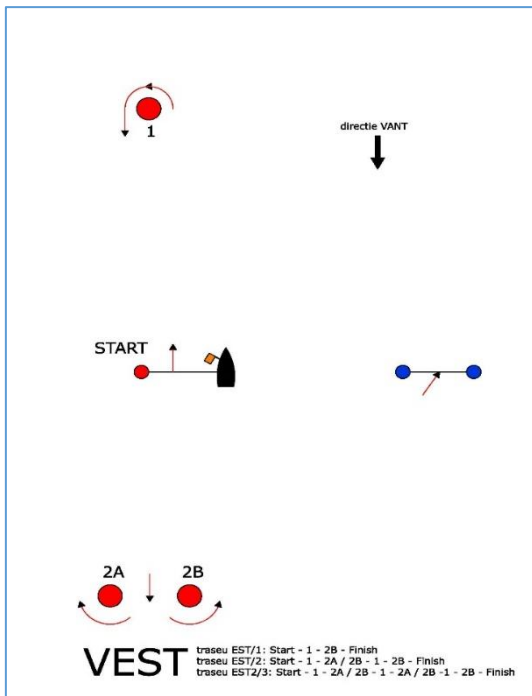 1
directie VANT
START
2A
2B
VEST
traseu EST/1: Start - 1 - 2B - Finish
traseu EST/2: Start - 1 - 2A / 2B - 1 - 2B - Finish
traseu EST2/3: Start - 1 - 2A / 2B - 1 - 2A / 2B -1 - 2B - Finish